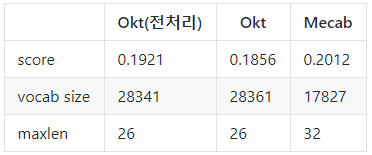 Okt(전처리) Okt Mecab
score 0.1921 0.1856 0.2012
vocab size 28341 28361 17827
maxlen 26 26 32